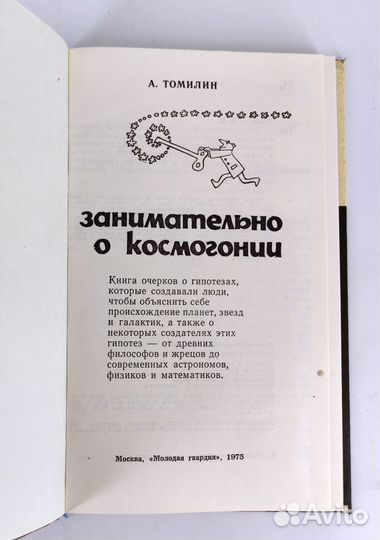 А. ТОМИЛИН
занимательно
о космогонии
Книга очерков о гипотезах,
которые создавали люди,
чтобы объяснить себе
происхождение планет, звезд
и галактик, а также о
некоторых создателях этих
гипотез — от древних
философов и жрецов до
современных астрономов,
физиков и математиков.
Москва, «Молодая гвардия», 1975
Avito